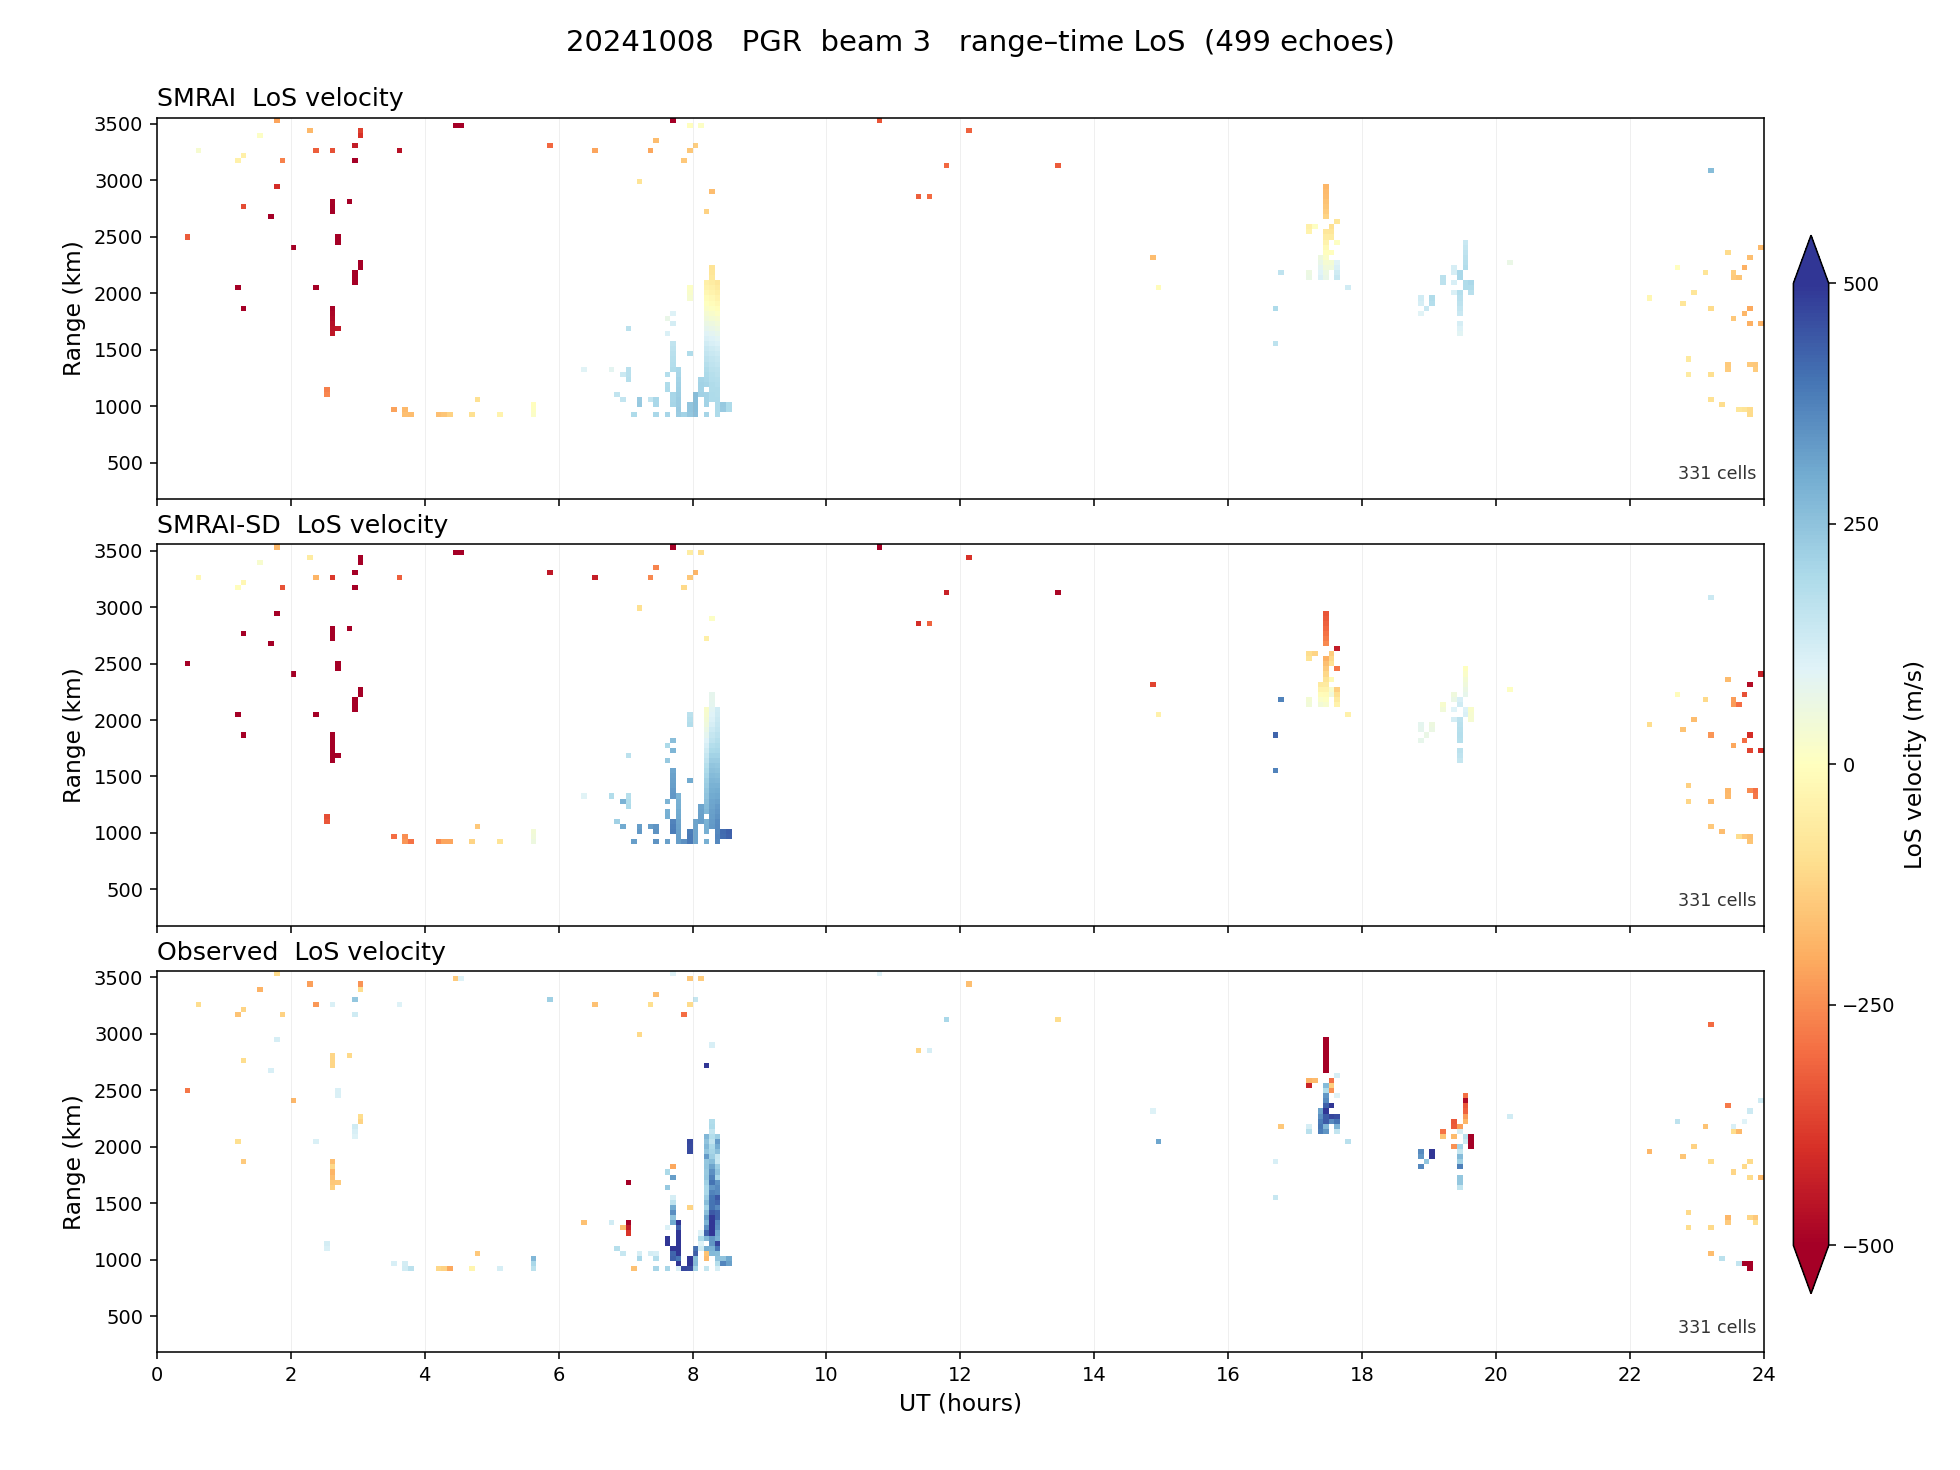 20241008   PGR  beam 3   range–time LoS  (499 echoes)
SMRAI  LoS velocity
3500
3000
2500
2000
1500
1000
500
Range (km)
331 cells
SMRAI-SD  LoS velocity
3500
3000
2500
2000
1500
1000
500
Range (km)
331 cells
Observed  LoS velocity
3500
3000
2500
2000
1500
1000
500
Range (km)
331 cells
0 2 4 6 8 10 12 14 16 18 20 22 24
UT (hours)
500
250
0
−250
−500
LoS velocity (m/s)